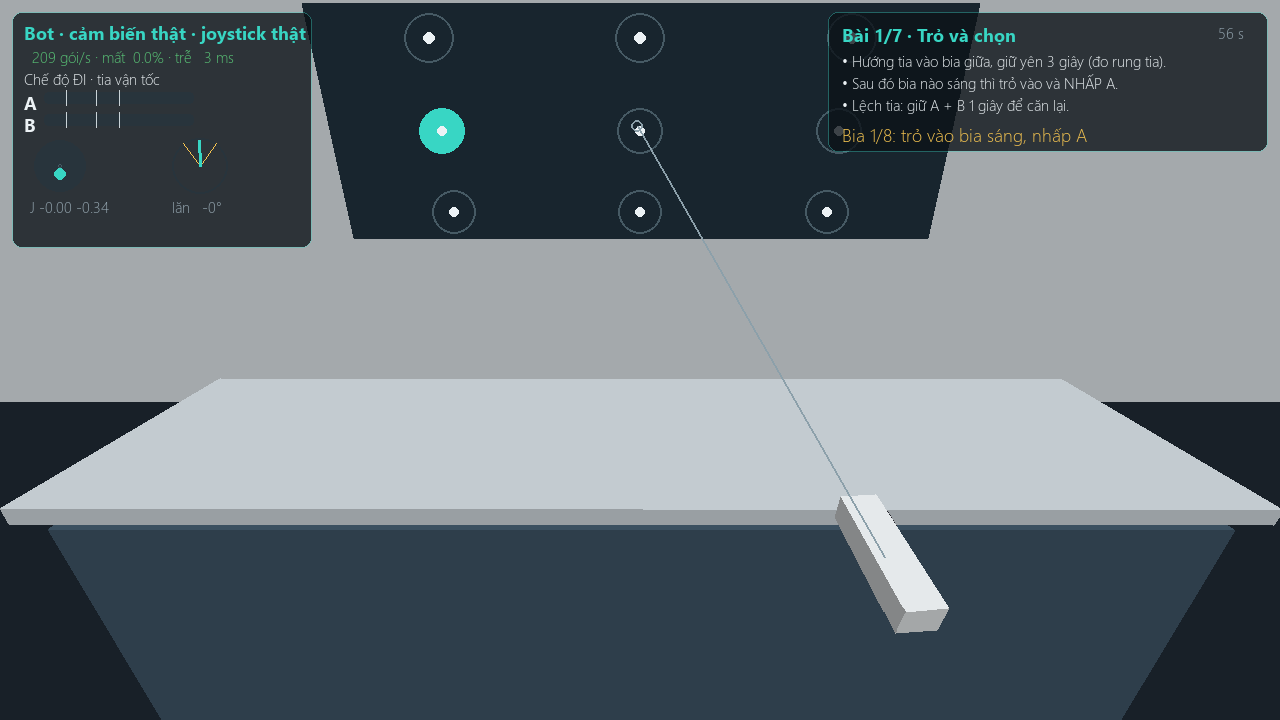 Bot · cảm biến thật · joystick thật
209 gói/s · mất 0.0% · trễ 3 ms
Chế độ ĐI · tia vận tốc
A
B
J -0.00 -0.34
lăn -0°
Bài 1/7 · Trỏ và chọn
56 s
• Hướng tia vào bia giữa, giữ yên 3 giây (đo rung tia).
• Sau đó bia nào sáng thì trỏ vào và NHẤP A.
• Lệch tia: giữ A + B 1 giây để căn lại.
Bia 1/8: trỏ vào bia sáng, nhấp A